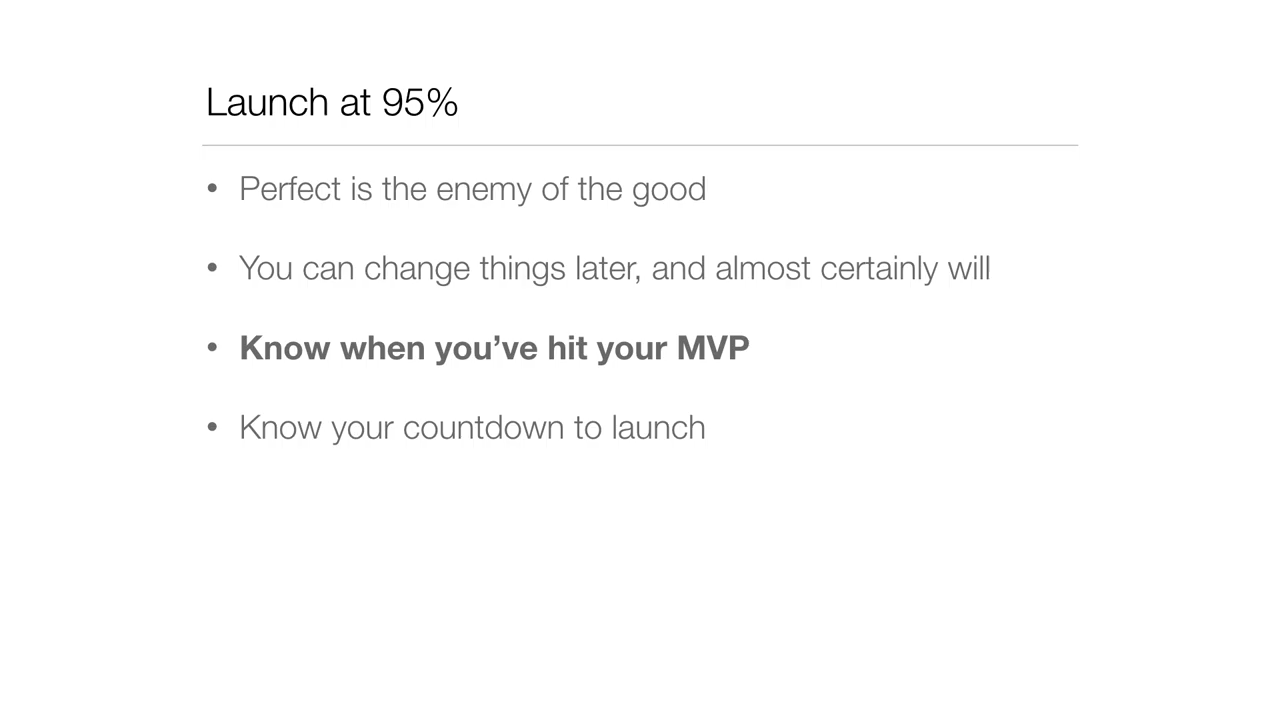 Launch at 95%
• Perfect is the enemy of the good
• You can change things later, and almost certainly will
• Know when you’ve hit your MVP
• Know your countdown to launch